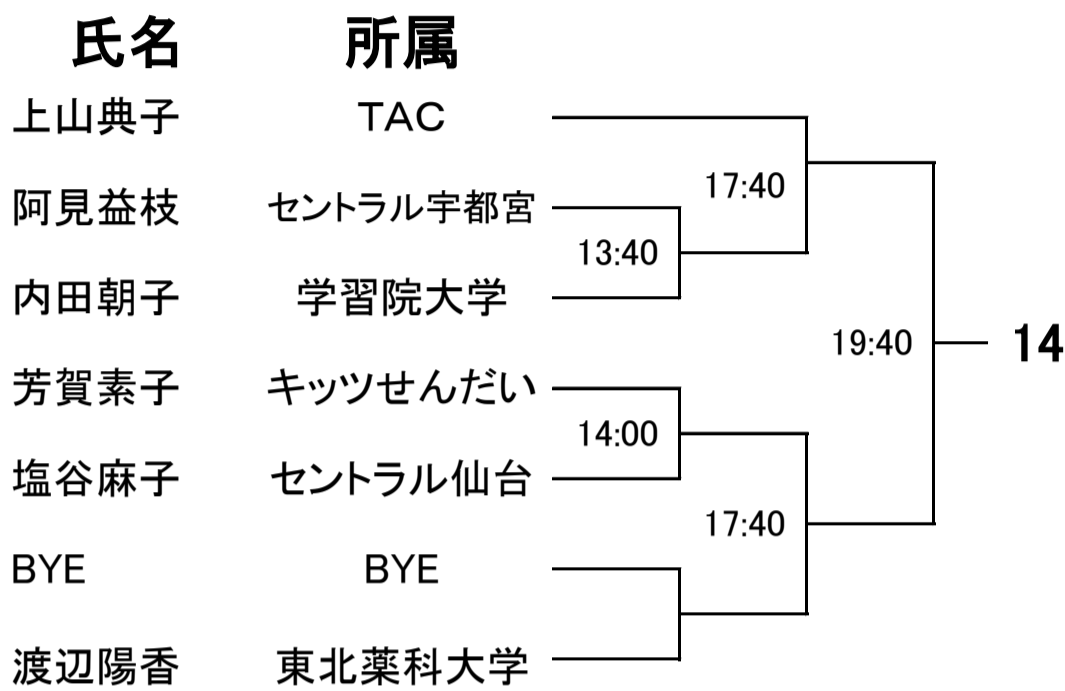 氏名 所属
上山典子 TAC
17:40
阿見益枝 セントラル宇都宮
13:40
内田朝子 学習院大学
19:40 14
芳賀素子 キッツせんだい
14:00
塩谷麻子 セントラル仙台
17:40
BYE BYE
渡辺陽香 東北薬科大学